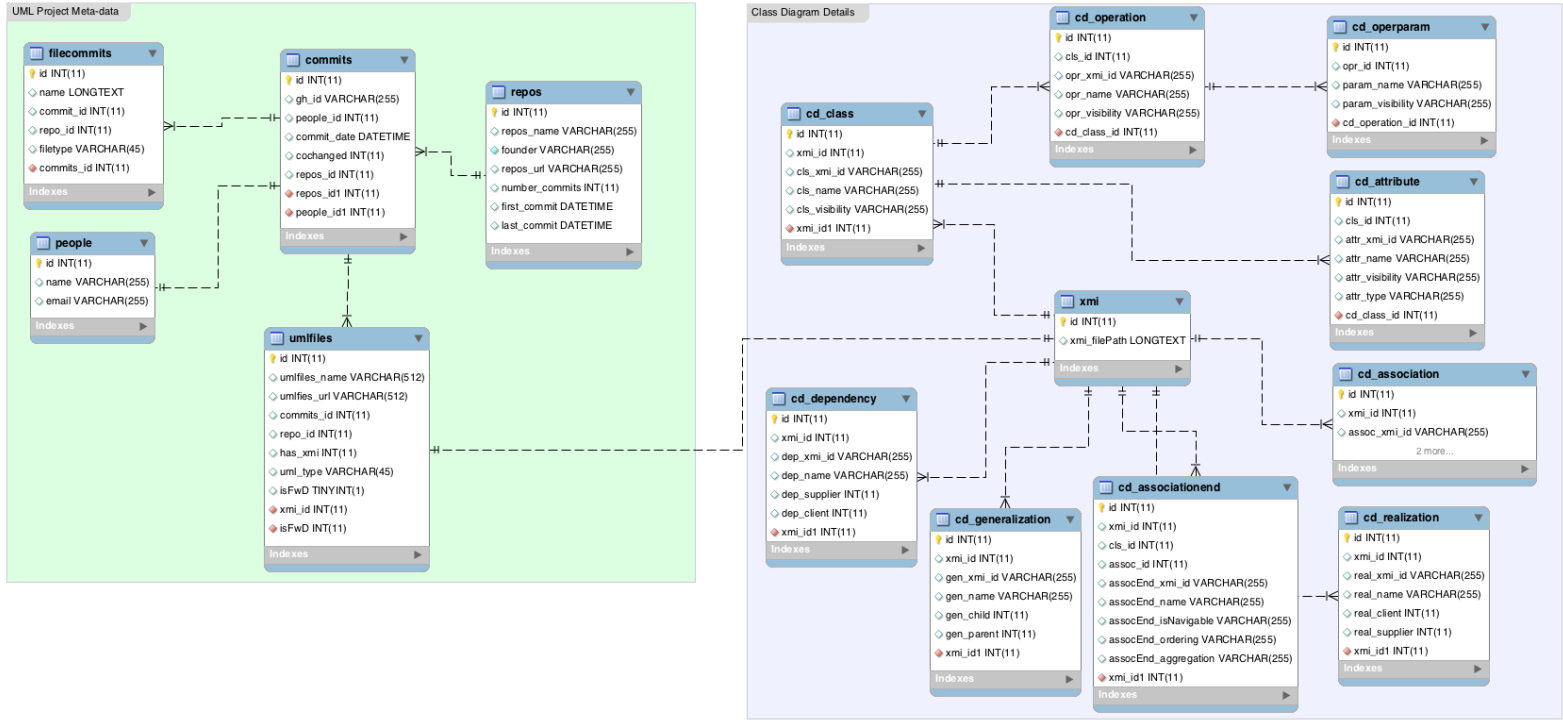 UML Project Meta-data
filecommits
id INT(11)
name LONGTEXT
commit_id INT(11)
repo_id INT(11)
filetype VARCHAR(45)
commits_id INT(11)
Indexes
people
id INT(11)
name VARCHAR(255)
email VARCHAR(255)
Indexes
commits
id INT(11)
gh_id VARCHAR(255)
people_id INT(11)
commit_date DATETIME
cochanged INT(11)
repos_id INT(11)
repos_id1 INT(11)
people_id1 INT(11)
Indexes
repos
id INT(11)
repos_name VARCHAR(255)
founder VARCHAR(255)
repos_url VARCHAR(255)
number_commits INT(11)
first_commit DATETIME
last_commit DATETIME
Indexes
umlfiles
id INT(11)
umlfiles_name VARCHAR(512)
umlfies_url VARCHAR(512)
commits_id INT(11)
repo_id INT(11)
has_xmi INT(11)
uml_type VARCHAR(45)
isFwD TINYINT(1)
xmi_id INT(11)
isFwD INT(11)
Indexes
Class Diagram Details
cd_class
id INT(11)
xmi_id INT(11)
cls_xmi_id VARCHAR(255)
cls_name VARCHAR(255)
cls_visibility VARCHAR(255)
xmi_id1 INT(11)
Indexes
cd_operation
id INT(11)
cls_id INT(11)
opr_xmi_id VARCHAR(255)
opr_name VARCHAR(255)
opr_visibility VARCHAR(255)
cd_class_id INT(11)
Indexes
cd_operparam
id INT(11)
opr_id INT(11)
param_name VARCHAR(255)
param_visibility VARCHAR(255)
cd_operation_id INT(11)
Indexes
cd_attribute
id INT(11)
cls_id INT(11)
attr_xmi_id VARCHAR(255)
attr_name VARCHAR(255)
attr_visibility VARCHAR(255)
attr_type VARCHAR(255)
cd_class_id INT(11)
Indexes
xmi
id INT(11)
xmi_filePath LONGTEXT
Indexes
cd_association
id INT(11)
xmi_id INT(11)
assoc_xmi_id VARCHAR(255)
2 more...
Indexes
cd_dependency
id INT(11)
xmi_id INT(11)
dep_xmi_id VARCHAR(255)
dep_name VARCHAR(255)
dep_supplier INT(11)
dep_client INT(11)
xmi_id1 INT(11)
Indexes
cd_generalization
id INT(11)
xmi_id INT(11)
gen_xmi_id VARCHAR(255)
gen_name VARCHAR(255)
gen_child INT(11)
gen_parent INT(11)
xmi_id1 INT(11)
Indexes
cd_associationend
id INT(11)
xmi_id INT(11)
cls_id INT(11)
assoc_id INT(11)
assocEnd_xmi_id VARCHAR(255)
assocEnd_name VARCHAR(255)
assocEnd_isNavigable VARCHAR(255)
assocEnd_ordering VARCHAR(255)
assocEnd_aggregation VARCHAR(255)
xmi_id1 INT(11)
Indexes
cd_realization
id INT(11)
xmi_id INT(11)
real_xmi_id VARCHAR(255)
real_name VARCHAR(255)
real_client INT(11)
real_supplier INT(11)
xmi_id1 INT(11)
Indexes